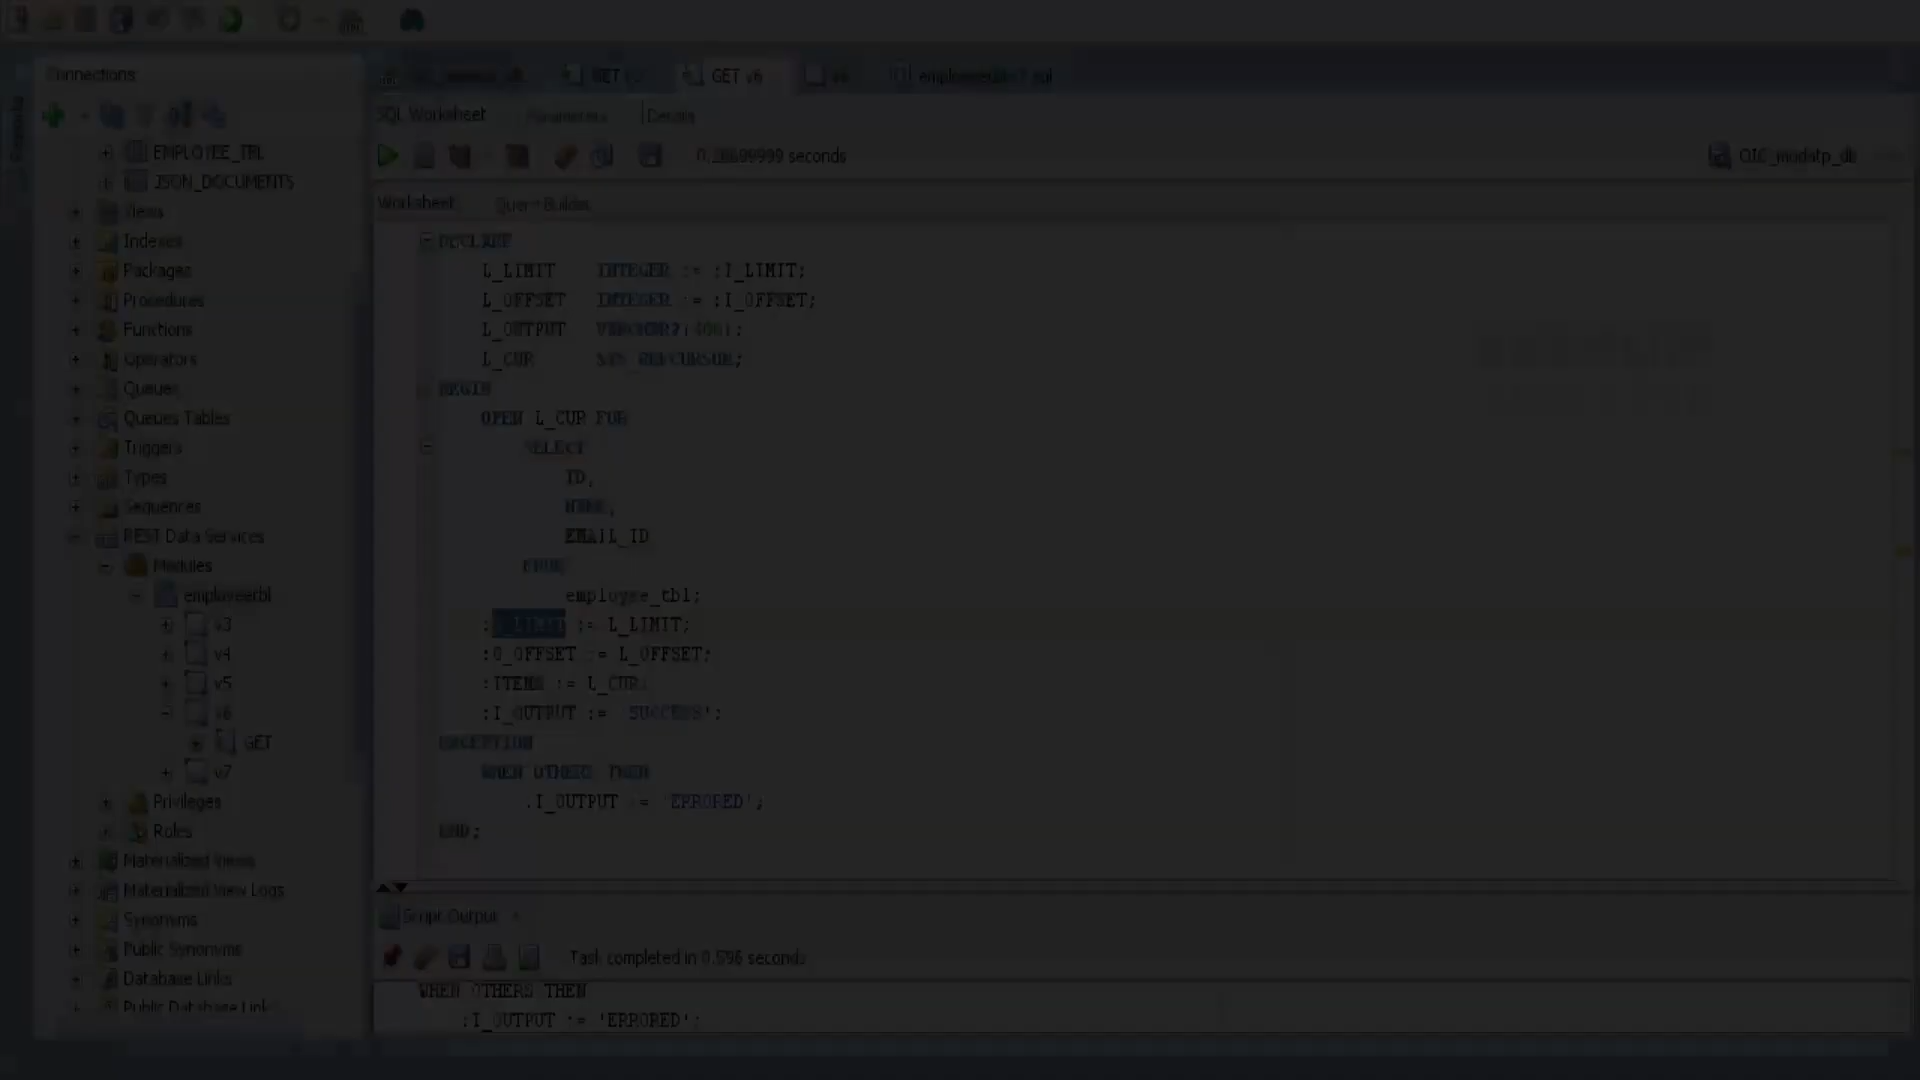 Connections
GET v6
SQL Worksheet
Parameters
Details
seconds
Worksheet
Query Builder
EMPLOYEE_TBL
JSON_DOCUMENTS
Views
Indexes
Packages
Procedures
Functions
Operators
Queues
Queues Tables
Triggers
Types
Sequences
REST Data Services
Modules
v3
v4
v5
v6
GET
v7
Privileges
Roles
Materialized Views
Materialized View Logs
Synonyms
Public Synonyms
Database Links
Public Database Link
DECLARE
L_LIMIT INTEGER := :I_LIMIT;
L_OFFSET INTEGER := :I_OFFSET;
L_OUTPUT
L_CUR SYS_REFCURSOR;
BEGIN
OPEN L_CUR FOR
SELECT
ID,
NAME,
EMAIL_ID
FROM
employee_tbl;
:= L_LIMIT;
:O_OFFSET := L_OFFSET;
:ITEMS := L_CUR;
:I_OUTPUT := 'SUCCESS';
EXCEPTION
WHEN OTHERS THEN
:I_OUTPUT := 'ERRORED';
END;
Script Output
Task completed in 0.596 seconds
WHEN OTHERS THEN
:I_OUTPUT := 'ERRORED';